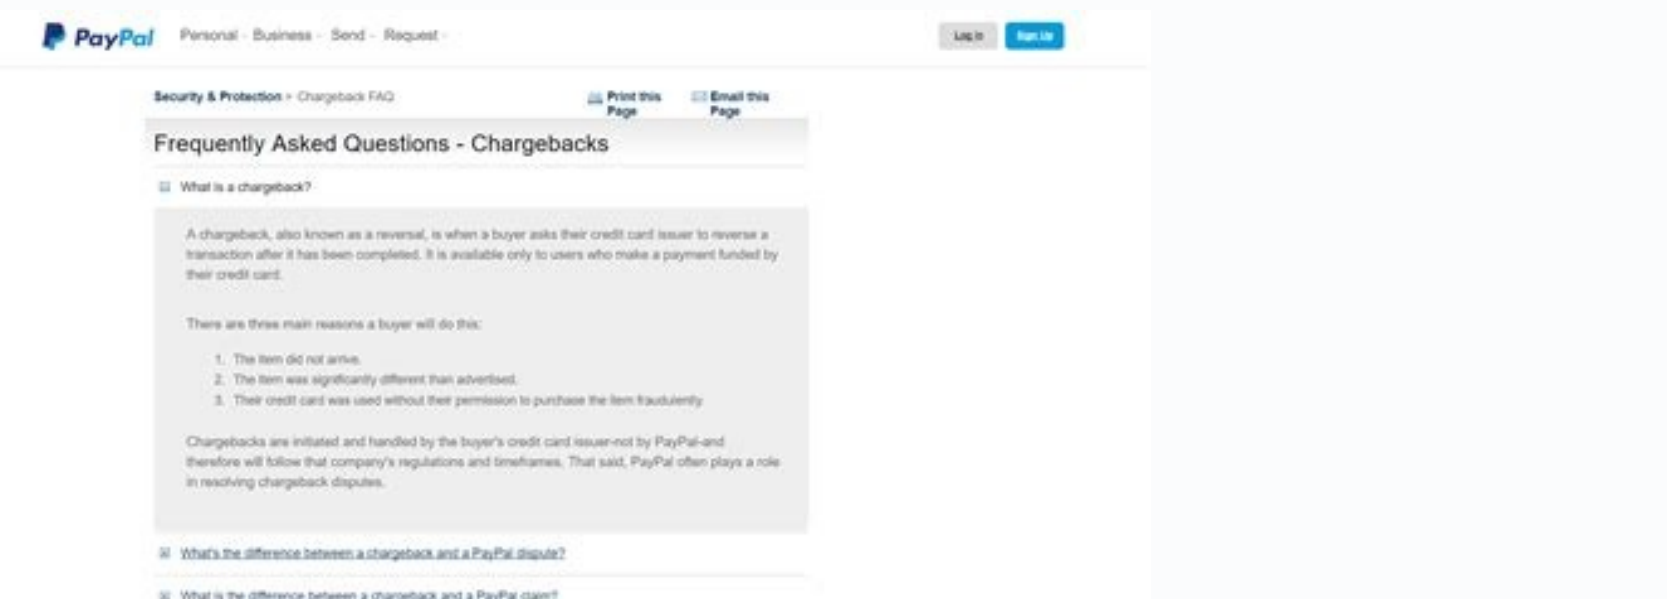 PayPal Personal Business Send Request Log In Sign Up
Security & Protection > Chargeback FAQ
Print this Page
Email this Page
Frequently Asked Questions - Chargebacks
What is a chargeback?
A chargeback, also known as a reversal, is when a buyer asks their credit card issuer to reverse a
transaction after it has been completed. It is available only to users who make a payment funded by
their credit card.
There are three main reasons a buyer will do this:
1. The item did not arrive.
2. The item was significantly different than advertised.
3. Their credit card was used without their permission to purchase the item fraudulently.
Chargebacks are initiated and handled by the buyer's credit card issuer-not by PayPal-and
therefore will follow that company's regulations and timeframes. That said, PayPal often plays a role
in resolving chargeback disputes.
What's the difference between a chargeback and a PayPal dispute?
What is the difference between a chargeback and a PayPal claim?